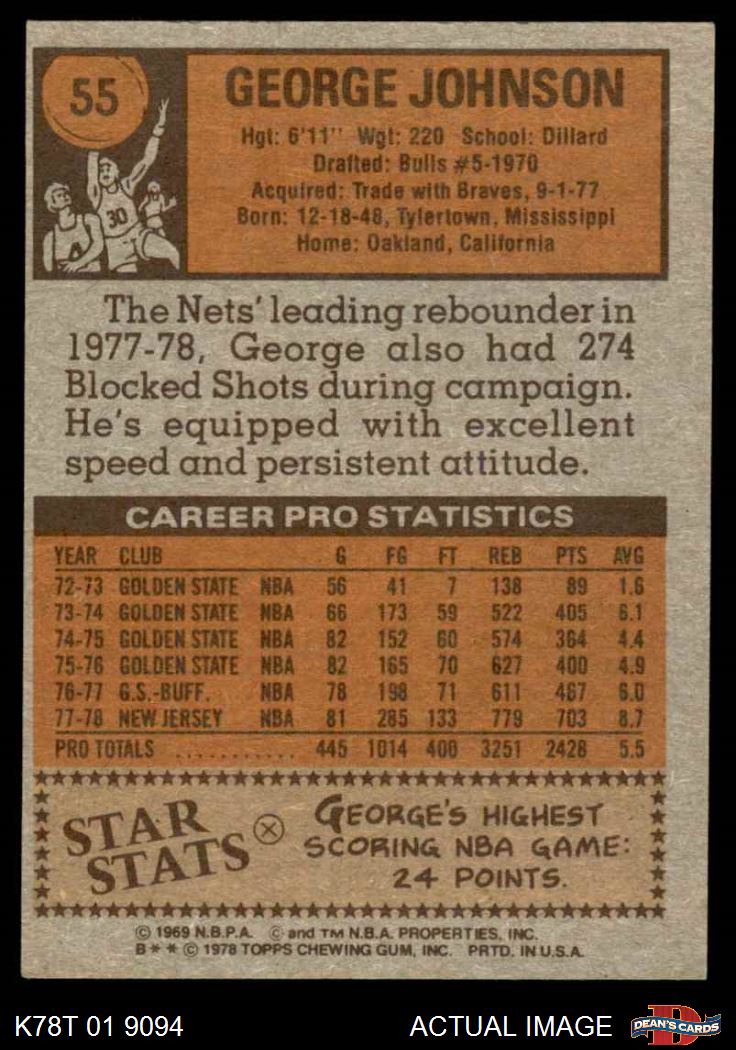 55
GEORGE JOHNSON
Hgt: 6'11" Wgt: 220 School: Dillard
Drafted: Bulls #5-1970
Acquired: Trade with Braves, 9-1-77
Born: 12-18-48, Tylertown, Mississippi
Home: Oakland, California
30
The Nets' leading rebounder in
1977-78, George also had 274
Blocked Shots during campaign.
He's equipped with excellent
speed and persistent attitude.
CAREER PRO STATISTICS
YEAR CLUB G FG FT REB PTS AVG
72-73 GOLDEN STATE NBA 56 41 7 138 89 1.6
73-74 GOLDEN STATE NBA 66 173 59 522 405 6.1
74-75 GOLDEN STATE NBA 82 152 60 574 364 4.4
75-76 GOLDEN STATE NBA 82 165 70 627 400 4.9
76-77 G.S.-BUFF. NBA 78 198 71 611 467 6.0
77-78 NEW JERSEY NBA 81 285 133 779 703 8.7
PRO TOTALS ........... 445 1014 400 3251 2428 5.5
STAR STATS
GEORGE'S HIGHEST
SCORING NBA GAME:
24 POINTS.
© 1969 N.B.P.A. © and TM N.B.A. PROPERTIES, INC.
B** © 1978 TOPPS CHEWING GUM, INC. PRTD. IN U.S.A.
K78T 01 9094 ACTUAL IMAGE D DEAN'S CARDS